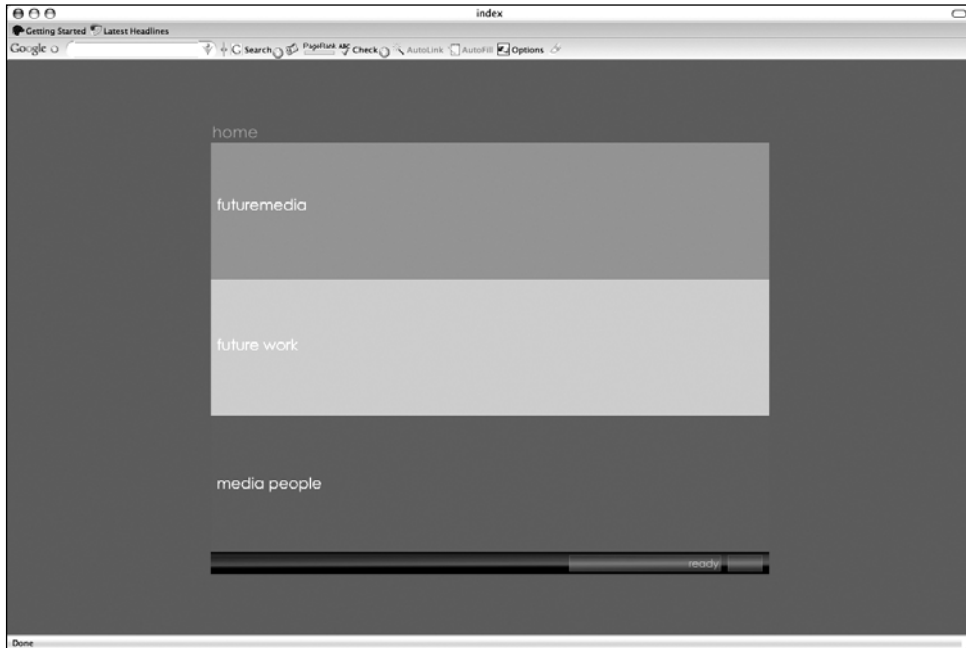 index
Getting Started Latest Headlines
Google Search PageRank ABC Check AutoLink AutoFill Options
home
futuremedia
future work
media people
ready
Done